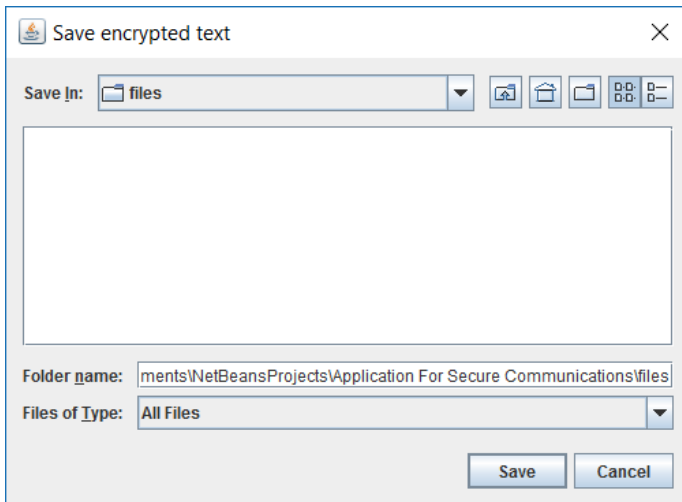 Save encrypted text
Save In: files
Folder name: ments\NetBeansProjects\Application For Secure Communications\files
Files of Type: All Files
Save Cancel